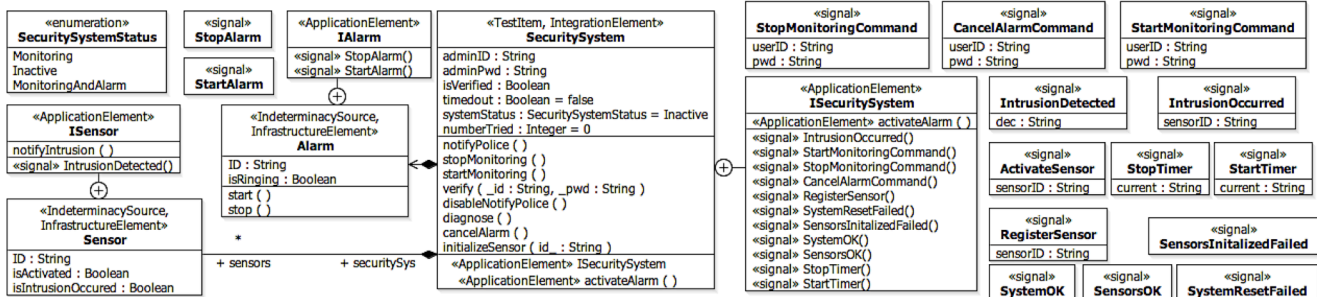 «enumeration»
SecuritySystemStatus
Monitoring
Inactive
MonitoringAndAlarm
«signal»
StopAlarm
«signal»
StartAlarm
«ApplicationElement»
IAlarm
«signal» StopAlarm()
«signal» StartAlarm()
«ApplicationElement»
ISensor
notifyIntrusion ( )
«signal» IntrusionDetected()
«IndeterminacySource,
InfrastructureElement»
Alarm
ID : String
isRinging : Boolean
start ( )
stop ( )
«IndeterminacySource,
InfrastructureElement»
Sensor
ID : String
isActivated : Boolean
isIntrusionOccured : Boolean
*
+ sensors
+ securitySys
«TestItem, IntegrationElement»
SecuritySystem
adminID : String
adminPwd : String
isVerified : Boolean
timedout : Boolean = false
systemStatus : SecuritySystemStatus = Inactive
numberTried : Integer = 0
notifyPolice ( )
stopMonitoring ( )
startMonitoring ( )
verify ( _id : String, _pwd : String )
disableNotifyPolice ( )
diagnose ( )
cancelAlarm ( )
initializeSensor ( id_ : String )
«ApplicationElement» ISecuritySystem
«ApplicationElement» activateAlarm ( )
«signal»
StopMonitoringCommand
userID : String
pwd : String
«signal»
CancelAlarmCommand
userID : String
pwd : String
«signal»
StartMonitoringCommand
userID : String
pwd : String
«ApplicationElement»
ISecuritySystem
«ApplicationElement» activateAlarm ( )
«signal» IntrusionOccurred()
«signal» StartMonitoringCommand()
«signal» StopMonitoringCommand()
«signal» CancelAlarmCommand()
«signal» RegisterSensor()
«signal» SystemResetFailed()
«signal» SensorsInitializedFailed()
«signal» SystemOK()
«signal» SensorsOK()
«signal» StopTimer()
«signal» StartTimer()
«signal»
IntrusionDetected
dec : String
«signal»
IntrusionOccurred
sensorID : String
«signal»
ActivateSensor
sensorID : String
«signal»
StopTimer
current : String
«signal»
StartTimer
current : String
«signal»
RegisterSensor
sensorID : String
«signal»
SensorsInitalizedFailed
«signal»
SystemOK
«signal»
SensorsOK
«signal»
SystemResetFailed